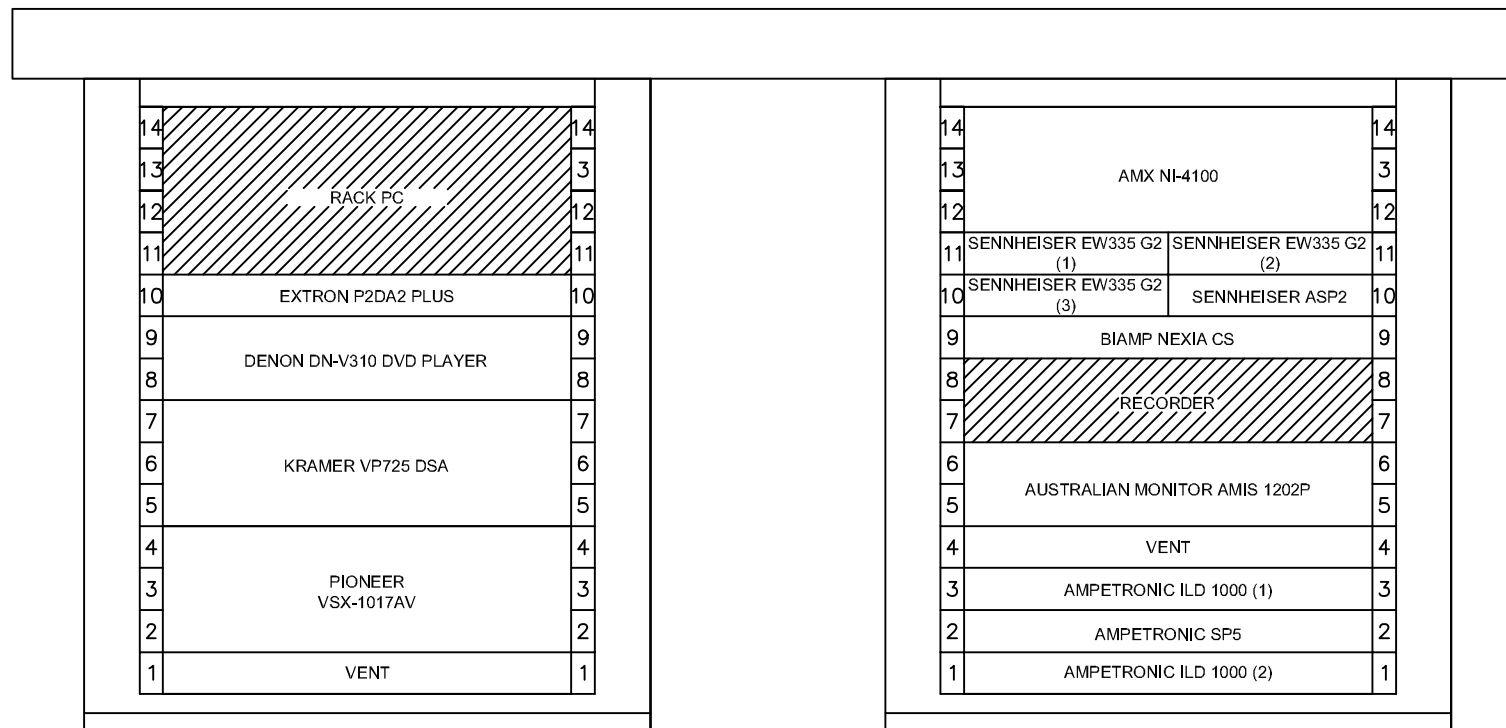 14 14
13 3
RACK PC
12 12
11 11
10 EXTRON P2DA2 PLUS 10
9 9
DENON DN-V310 DVD PLAYER
8 8
7 7
6 KRAMER VP725 DSA 6
5 5
4 4
PIONEER
3 3
VSX-1017AV
2 2
1 VENT 1
14 14
13 AMX NI-4100 3
12 12
SENNHEISER EW335 G2 SENNHEISER EW335 G2
11 (1) (2) 11
SENNHEISER EW335 G2
10 (3) SENNHEISER ASP2 10
9 BIAMP NEXIA CS 9
8 8
RECORDER
7 7
6 6
AUSTRALIAN MONITOR AMIS 1202P
5 5
4 VENT 4
3 AMPETRONIC ILD 1000 (1) 3
2 AMPETRONIC SP5 2
1 AMPETRONIC ILD 1000 (2) 1